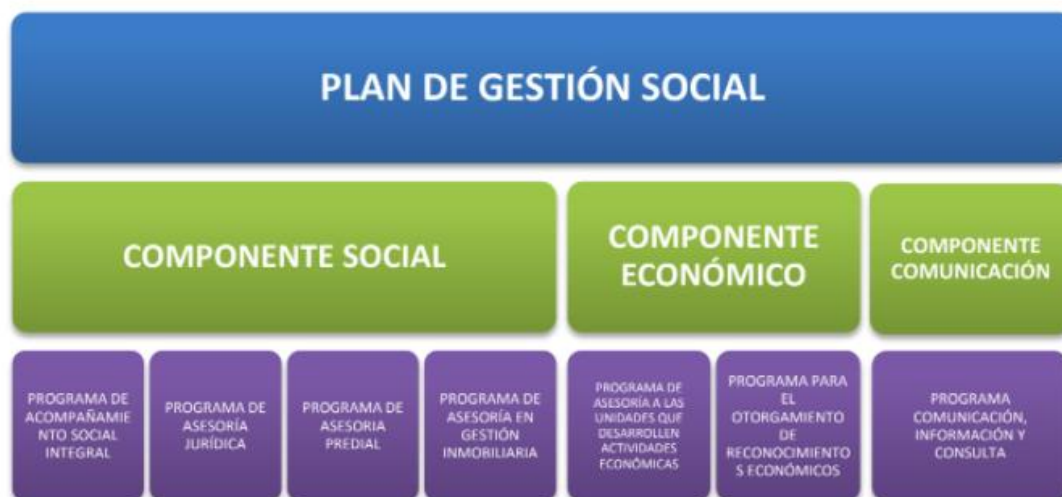 PLAN DE GESTIÓN SOCIAL
COMPONENTE SOCIAL
COMPONENTE
ECONÓMICO
COMPONENTE
COMUNICACIÓN
PROGRAMA DE
ACOMPAÑAMIE
NTO SOCIAL
INTEGRAL
PROGRAMA DE
ASESORÍA
JURÍDICA
PROGRAMA DE
ASESORIA
PREDIAL
PROGRAMA DE
ASESORÍA EN
GESTIÓN
INMOBILIARIA
PROGRAMA DE
ASESORÍA A LAS
UNIDADES QUE
DESARROLLEN
ACTIVIDADES
ECONÓMICAS
PROGRAMA PARA
EL
OTORGAMIENTO
DE
RECONOCIMIENTO
S ECONÓMICOS
PROGRAMA
COMUNICACIÓN,
INFORMACIÓN Y
CONSULTA